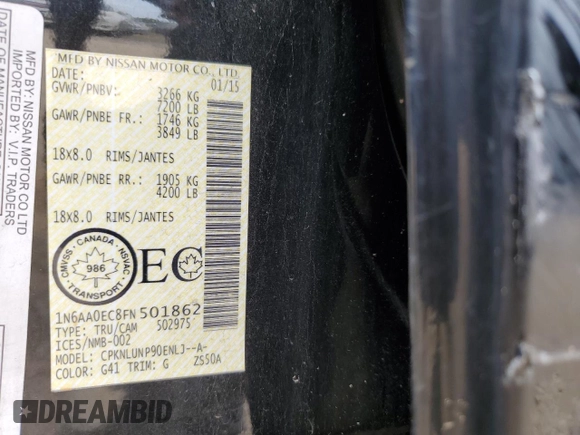 MFD BY NISSAN MOTOR CO., LTD.
DATE: 01/15
GVWR/PNBV: 3266 KG
7200 LB
GAWR/PNBE FR.: 1746 KG
3849 LB
18X8.0 RIMS/JANTES
GAWR/PNBE RR.: 1905 KG
4200 LB
18X8.0 RIMS/JANTES
CMVSS · CANADA · NSVAC · TRANSPORT ·
986
EC
1N6AA0EC8FN501862
TYPE: TRU/CAM 502975
ICES/NMB-002
MODEL: CPKNLUNP90ENLJ--A-
COLOR: G41 TRIM: G ZS50A
MFD BY: NISSAN MOTOR CO LTD
IMPORTED BY: V.I.P. TRADERS
DATE OF MANUFACTURE
DREAMBID